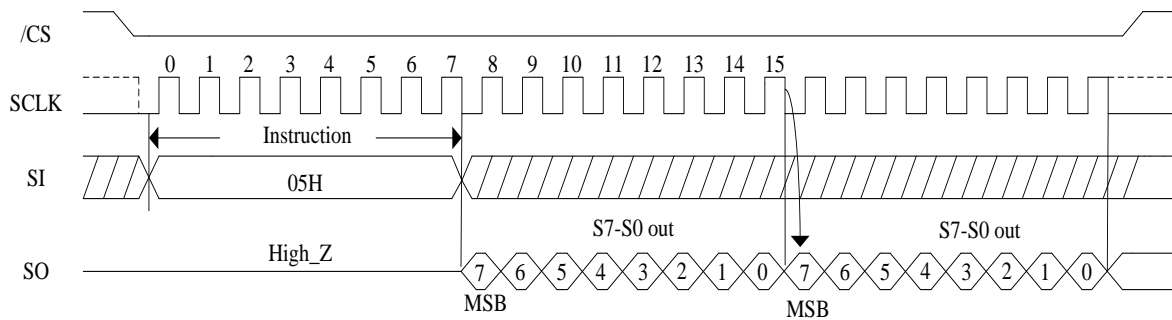 /CS
0 1 2 3 4 5 6 7 8 9 10 11 12 13 14 15
SCLK
Instruction
SI
05H
S7-S0 out S7-S0 out
High_Z
SO
7 6 5 4 3 2 1 0 7 6 5 4 3 2 1 0
MSB MSB